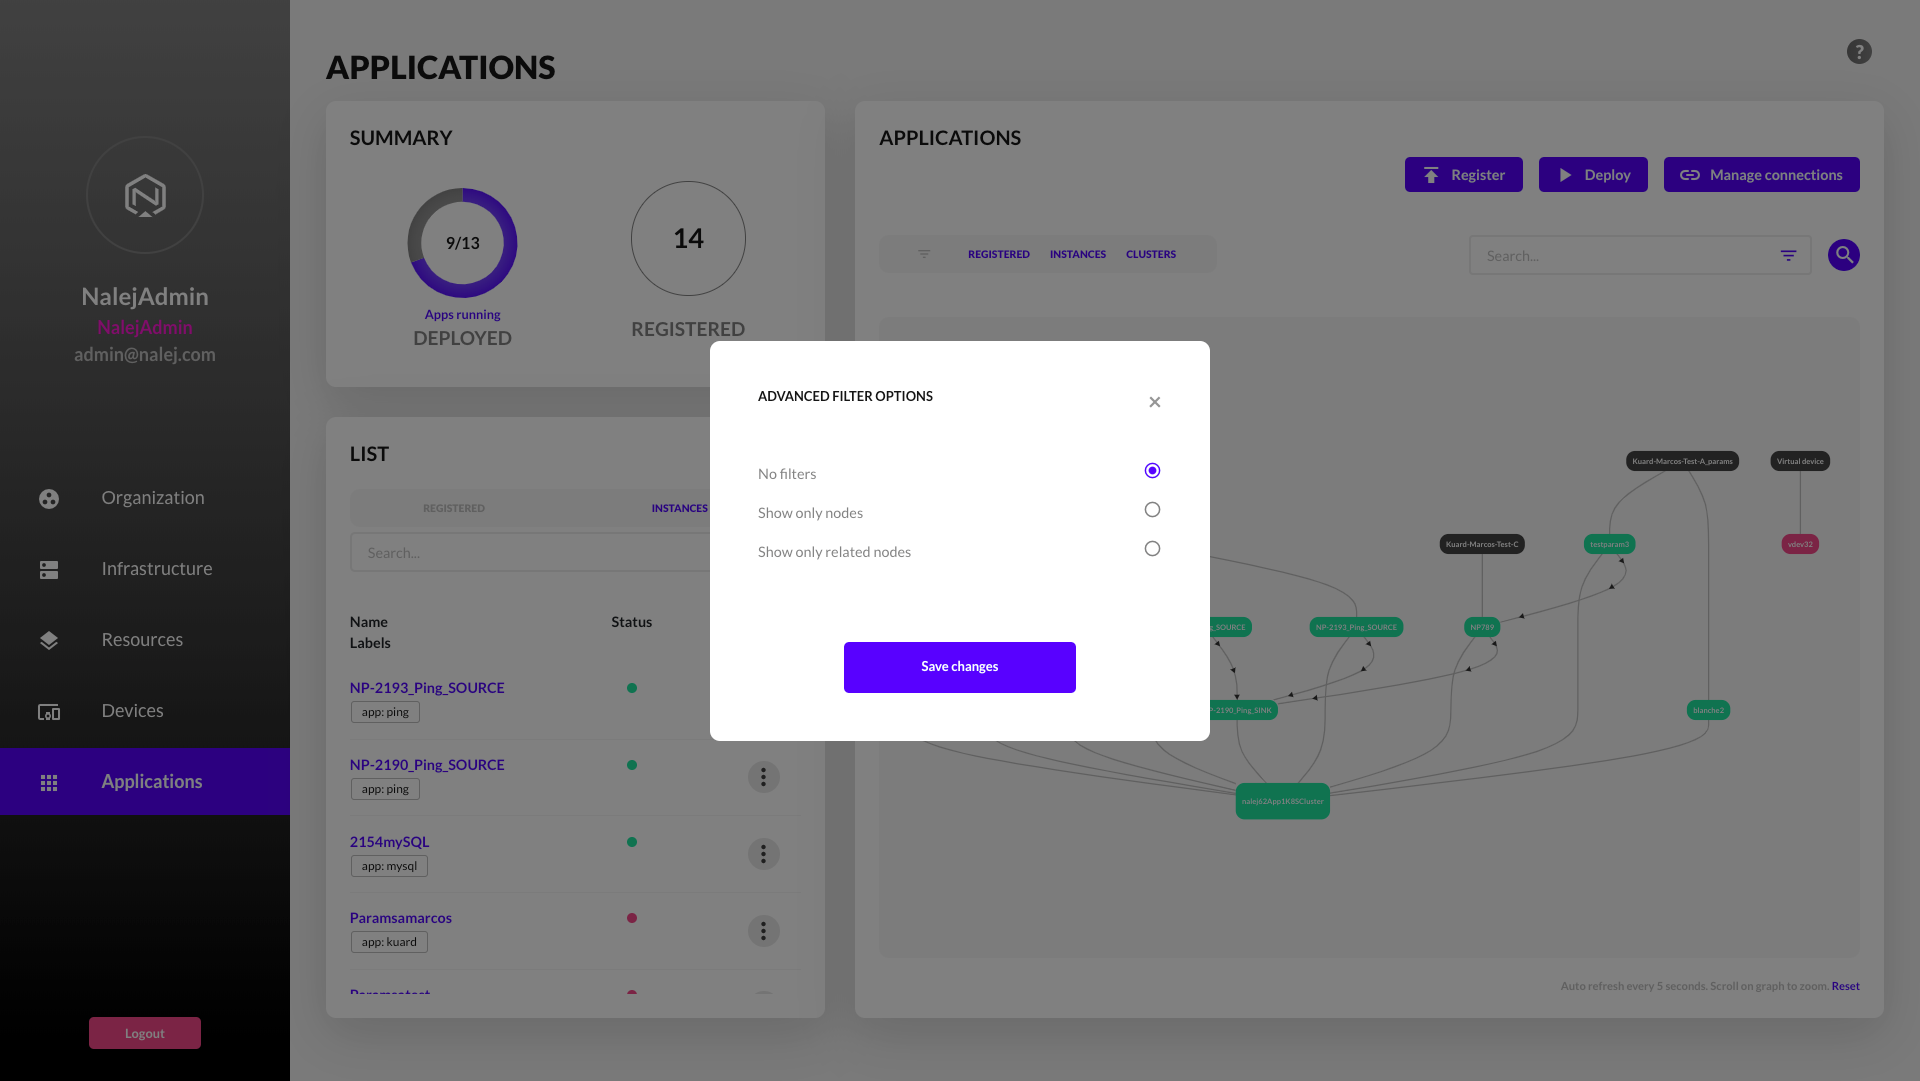 APPLICATIONS
?
NalejAdmin
NalejAdmin
admin@nalej.com
Organization
Infrastructure
Resources
Devices
Applications
Logout
SUMMARY
9/13
Apps running
DEPLOYED
14
REGISTERED
LIST
REGISTERED
INSTANCES
Search...
Name
Labels
Status
NP-2193_Ping_SOURCE
app: ping
NP-2190_Ping_SOURCE
app: ping
2154mySQL
app: mysql
Paramsamarcos
app: kuard
APPLICATIONS
Register
Deploy
Manage connections
REGISTERED
INSTANCES
CLUSTERS
Search...
Kuard-Marcos-Test-A_params
Virtual device
Kuard-Marcos-Test-C
testparam3
vdev32
g_SOURCE
NP-2193_Ping_SOURCE
NP789
P-2190_Ping_SINK
blanche2
nalej62App1K8SCluster
Auto refresh every 5 seconds. Scroll on graph to zoom. Reset
ADVANCED FILTER OPTIONS
×
No filters
Show only nodes
Show only related nodes
Save changes